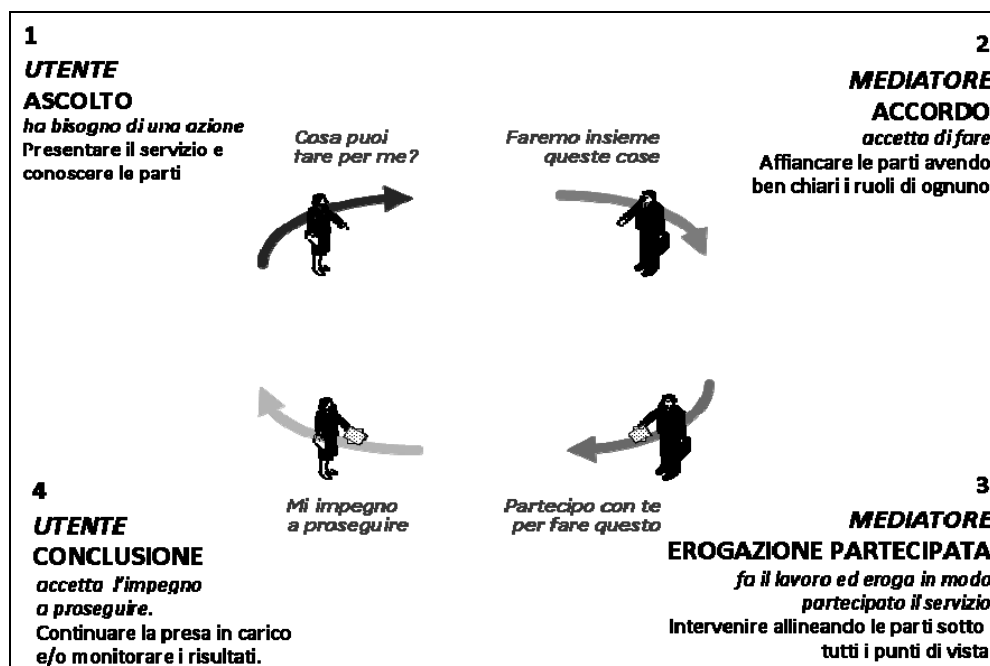 1
UTENTE
ASCOLTO
ha bisogno di una azione
Presentare il servizio e
conoscere le parti
Cosa puoi
fare per me?
Faremo insieme
queste cose
2
MEDIATORE
ACCORDO
accetta di fare
Affiancare le parti avendo
ben chiari i ruoli di ognuno
4
UTENTE
CONCLUSIONE
accetta l'impegno
a proseguire.
Continuare la presa in carico
e/o monitorare i risultati.
Mi impegno
a proseguire
Partecipo con te
per fare questo
3
MEDIATORE
EROGAZIONE PARTECIPATA
fa il lavoro ed eroga in modo
partecipato il servizio
Intervenire allineando le parti sotto
tutti i punti di vista